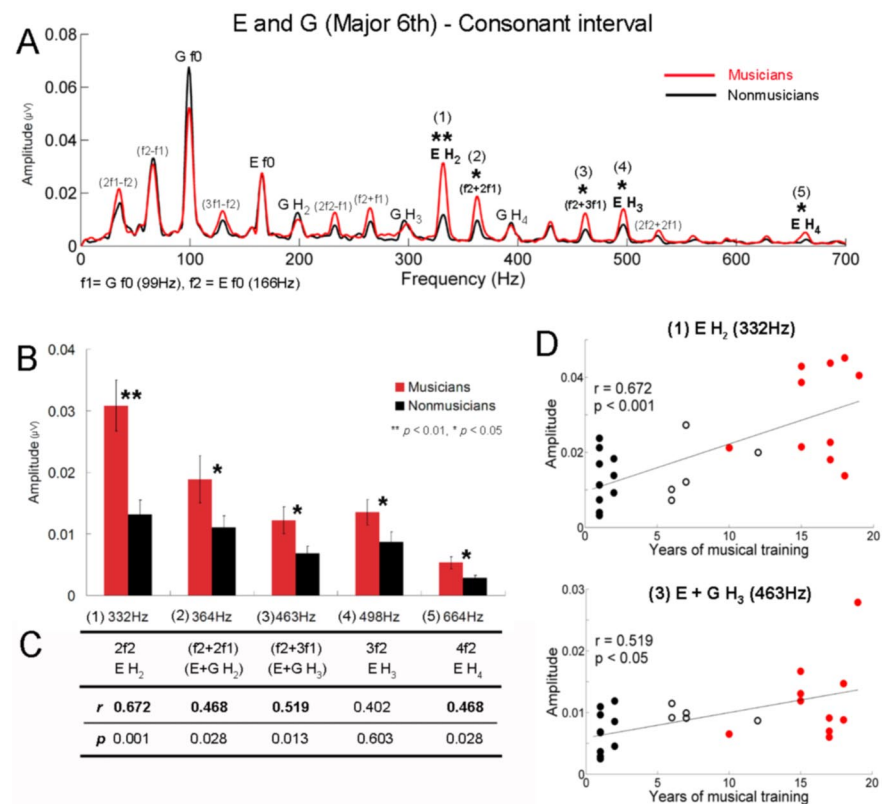 E and G (Major 6th) - Consonant interval
A
0.08
0.06
0.04
0.02
0
Amplitude (µV)
G f0
(f2-f1)
(2f1-f2)
(3f1-f2)
E f0
G H2
(2f2-f1)
(f2+f1)
G H3
(1)
**
E H2
(2)
*
(f2+2f1)
G H4
(3)
*
(f2+3f1)
(4)
*
E H3
(2f2+2f1)
(5)
*
E H4
Musicians
Nonmusicians
0 100 200 300 400 500 600 700
Frequency (Hz)
f1= G f0 (99Hz), f2 = E f0 (166Hz)
B
0.04
0.03
0.02
0.01
0
Amplitude (µV)
**
*
*
*
*
Musicians
Nonmusicians
** p < 0.01, * p < 0.05
(1) 332Hz (2) 364Hz (3) 463Hz (4) 498Hz (5) 664Hz
C
2f2 (f2+2f1) (f2+3f1) 3f2 4f2
E H2 (E+G H2) (E+G H3) E H3 E H4
r 0.672 0.468 0.519 0.402 0.468
p 0.001 0.028 0.013 0.603 0.028
D
(1) E H2 (332Hz)
r = 0.672
p < 0.001
0.04
0.02
0
Amplitude
0 5 10 15 20
Years of musical training
(3) E + G H3 (463Hz)
r = 0.519
p < 0.05
0.03
0.02
0.01
0
Amplitude
0 5 10 15 20
Years of musical training